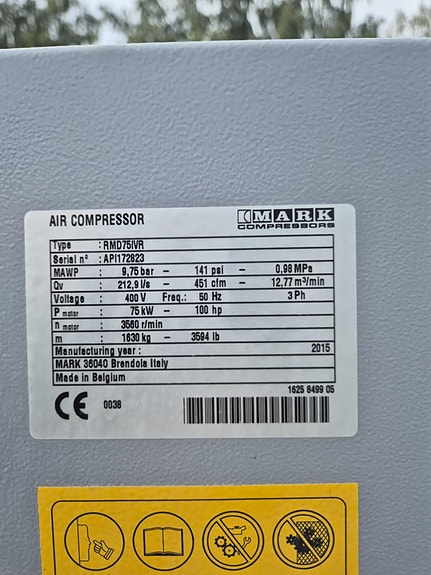 AIR COMPRESSOR
MARK
COMPRESSORS
Type : RMD75IVR
Serial n° : API172823
MAWP 9,75 bar – 141 psi – 0,98 MPa
Qv 212,9 l/s – 451 cfm – 12,77 m³/min
Voltage 400 V Freq.: 50 Hz 3 Ph
P motor 75 kW – 100 hp
n motor 3560 r/min
m 1630 kg – 3594 lb
Manufacturing year : 2015
MARK 36040 Brendola Italy
Made in Belgium
CE 0038
1625 8499 05